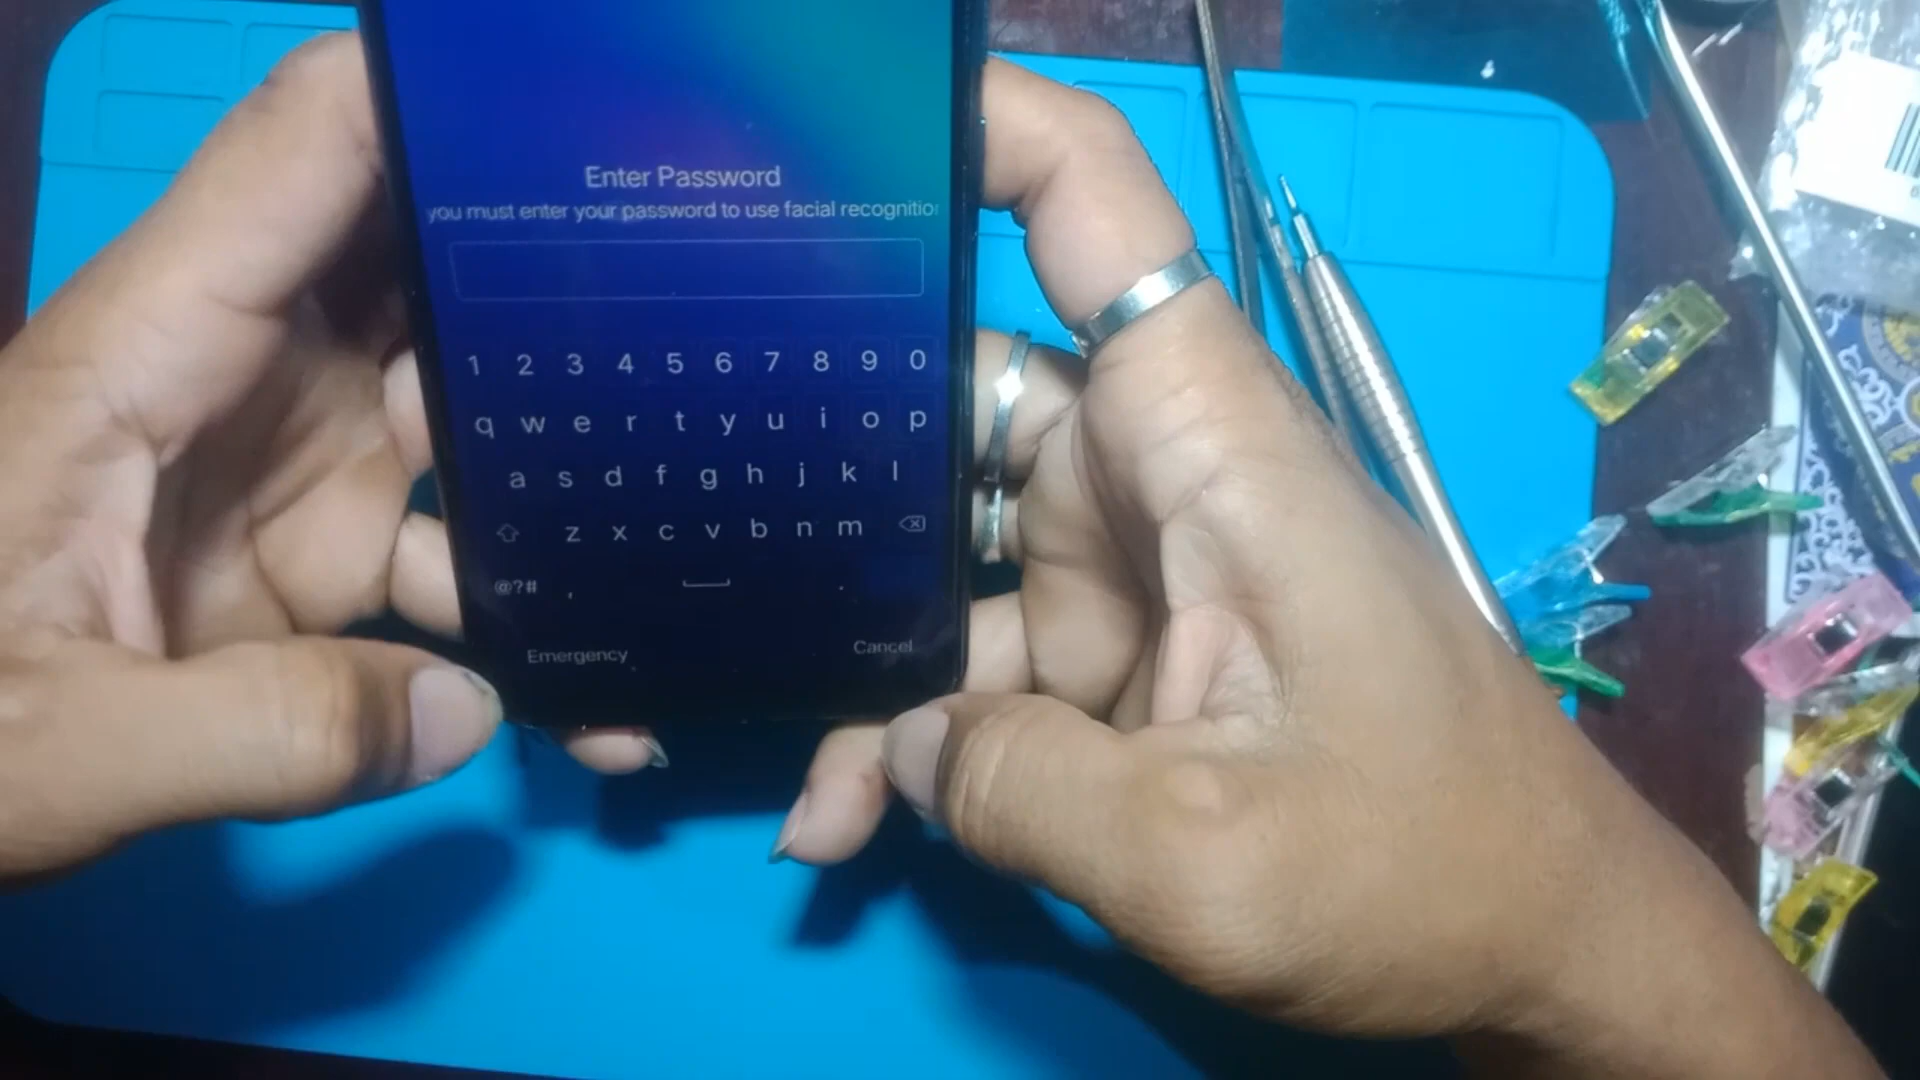 Enter Password
you must enter your password to use facial recognition
1 2 3 4 5 6 7 8 9 0
q w e r t y u i o p
a s d f g h j k l
z x c v b n m
@?# , .
Emergency Cancel